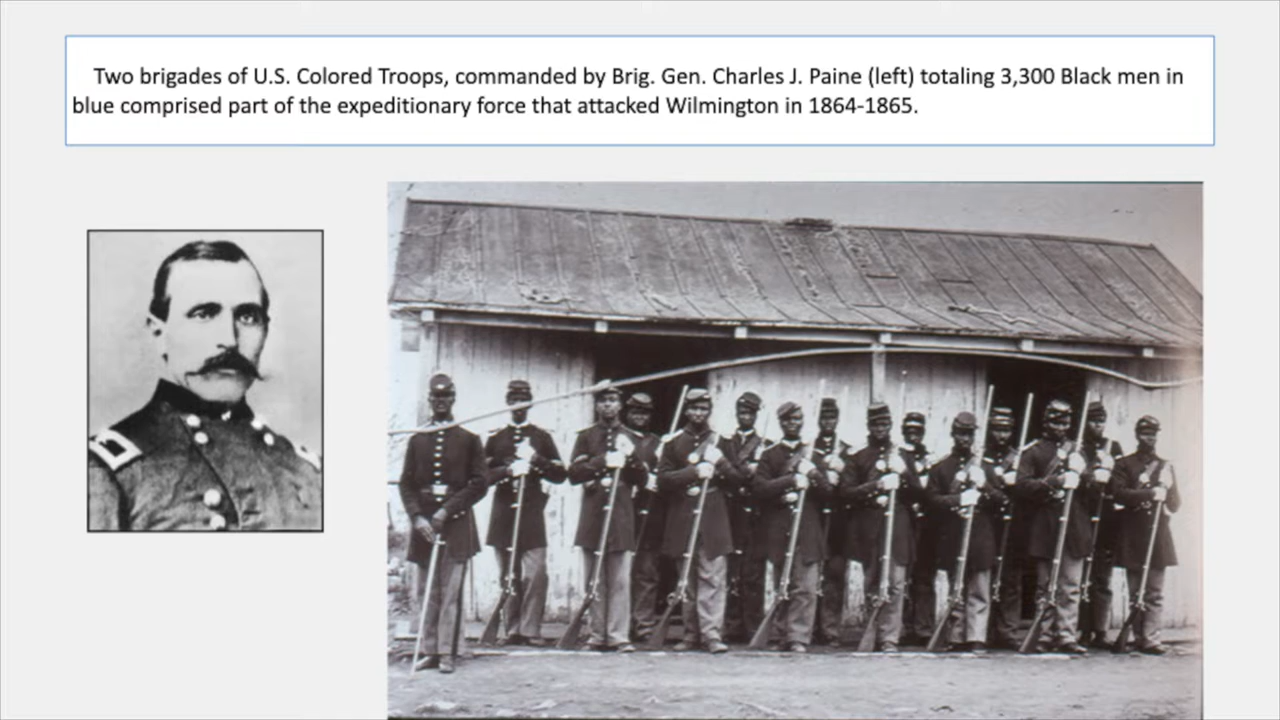 Two brigades of U.S. Colored Troops, commanded by Brig. Gen. Charles J. Paine (left) totaling 3,300 Black men in
blue comprised part of the expeditionary force that attacked Wilmington in 1864-1865.